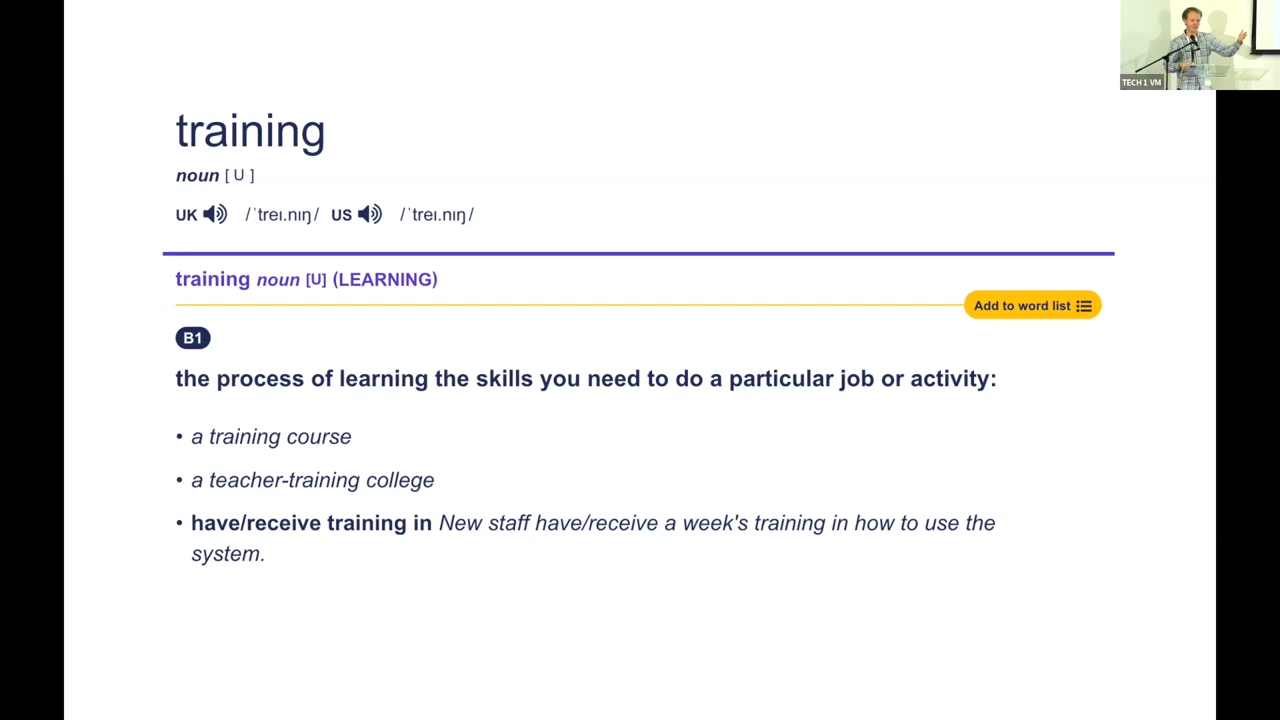 TECH 1 VM
training
noun [ U ]
UK /ˈtreɪ.nɪŋ/ US /ˈtreɪ.nɪŋ/
training noun [U] (LEARNING)
Add to word list
B1
the process of learning the skills you need to do a particular job or activity:
• a training course
• a teacher-training college
• have/receive training in New staff have/receive a week's training in how to use the
system.